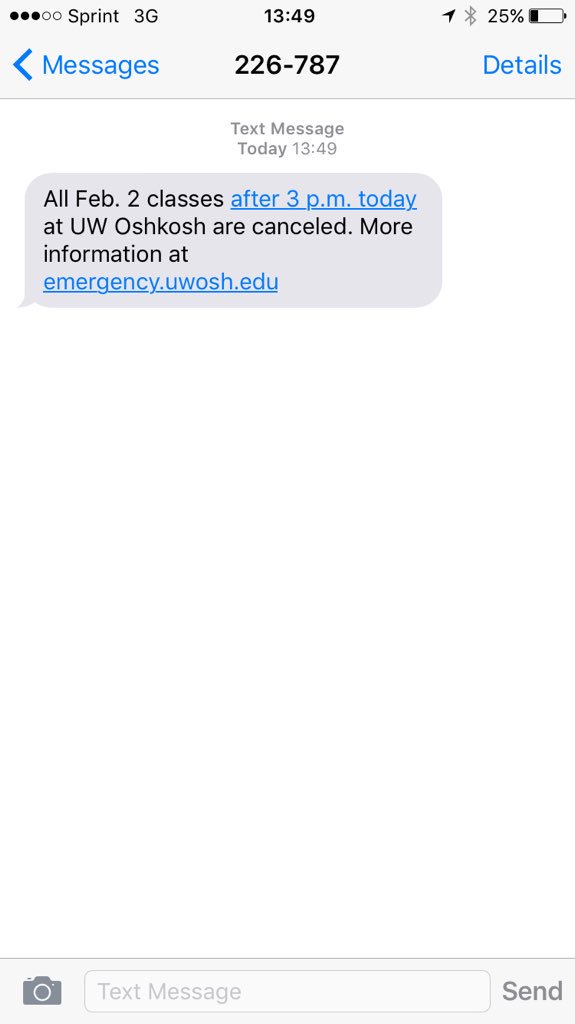 Sprint 3G 13:49 25%
Messages 226-787 Details
Text Message
Today 13:49
All Feb. 2 classes after 3 p.m. today
at UW Oshkosh are canceled. More
information at
emergency.uwosh.edu
Text Message Send